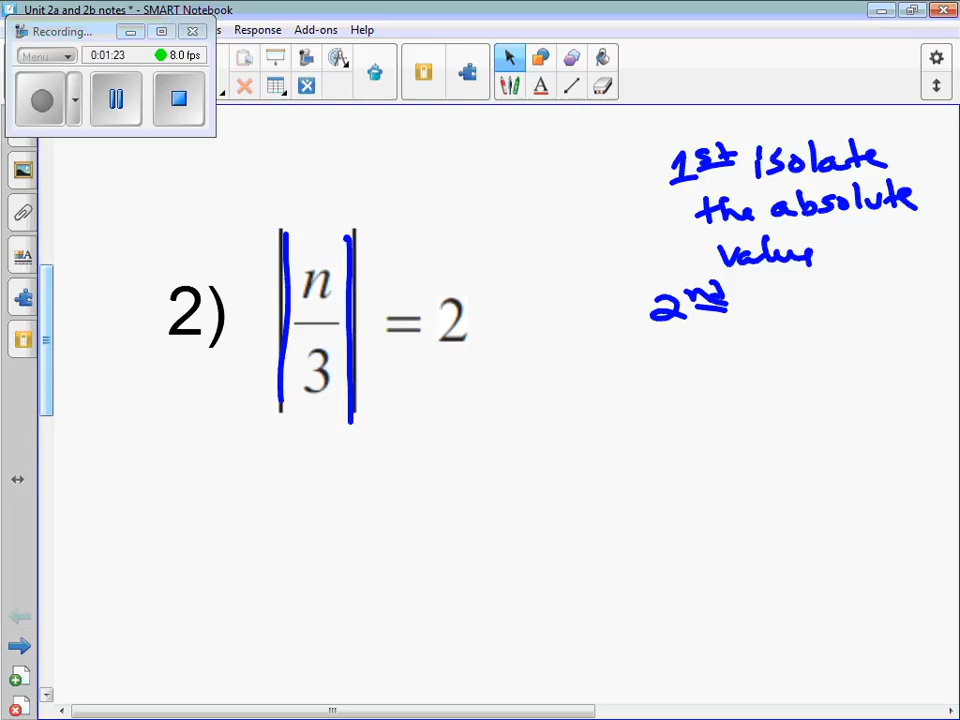 Unit 2a and 2b notes * - SMART Notebook
Recording...
Response Add-ons Help
Menu 0:01:23 8.0 fps
1st isolate
the absolute
value
2nd
2) |n/3| = 2